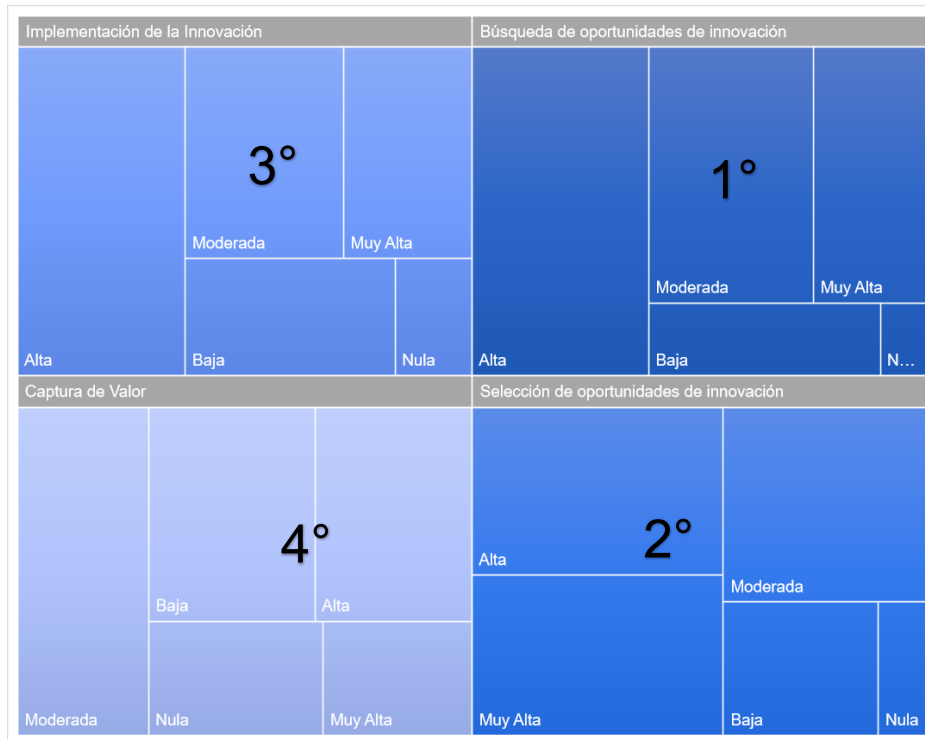 Implementación de la Innovación
3°
Moderada
Muy Alta
Alta
Baja
Nula
Búsqueda de oportunidades de innovación
1°
Moderada
Muy Alta
Alta
Baja
N...
Captura de Valor
4°
Baja
Alta
Moderada
Nula
Muy Alta
Selección de oportunidades de innovación
2°
Alta
Moderada
Muy Alta
Baja
Nula